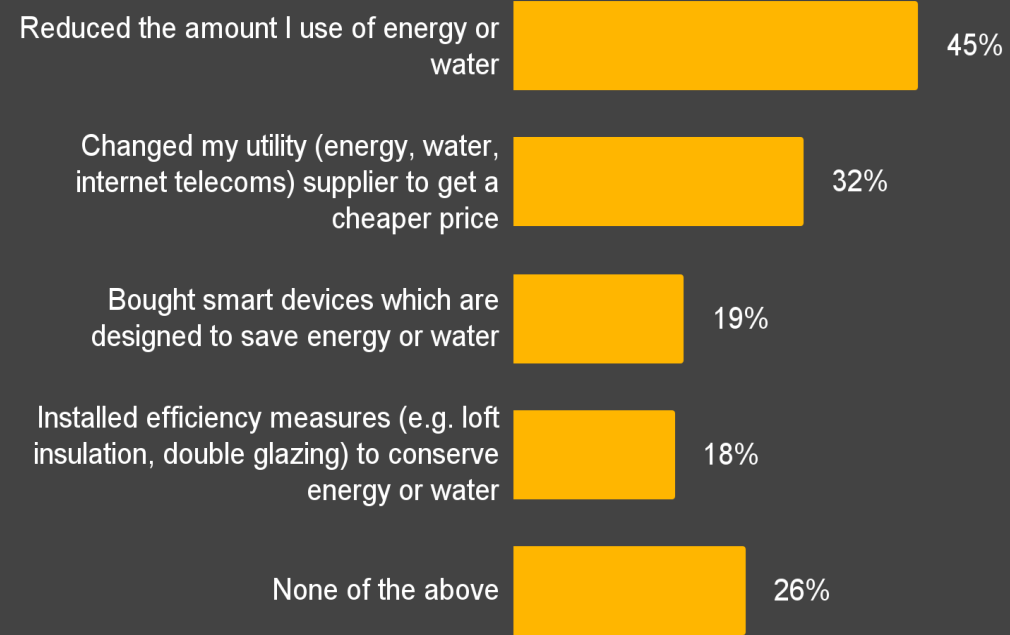 Reduced the amount I use of energy or
water
45%
Changed my utility (energy, water,
internet telecoms) supplier to get a
cheaper price
32%
Bought smart devices which are
designed to save energy or water
19%
Installed efficiency measures (e.g. loft
insulation, double glazing) to conserve
energy or water
18%
None of the above
26%